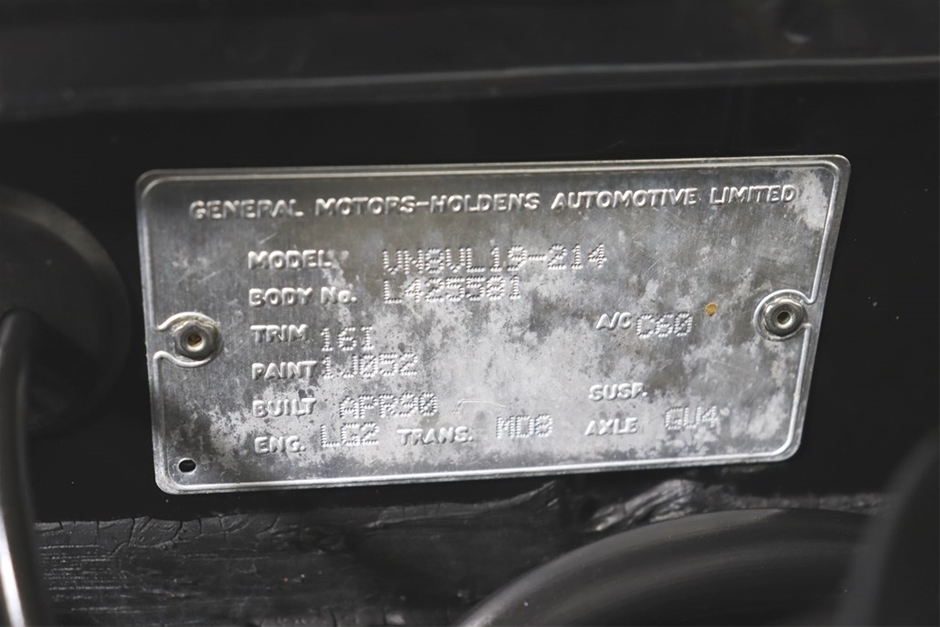 GENERAL MOTORS-HOLDENS AUTOMOTIVE LIMITED
MODEL VN8VL19-214
BODY No. L425581
TRIM 16I A/C C60
PAINT 1J052
BUILT APR90 SUSP.
ENG. LG2 TRANS. MD8 AXLE GU4